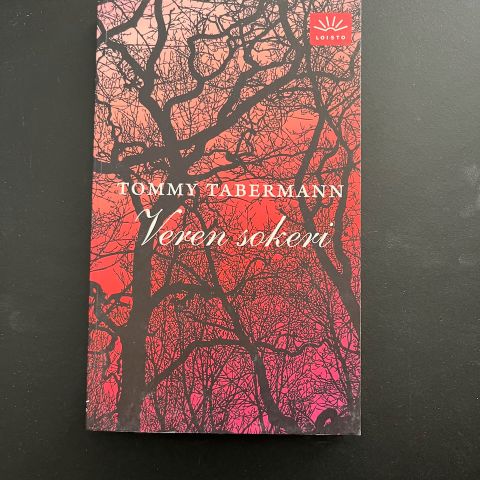 LOISTO
TOMMY TABERMANN
Veren sokeri